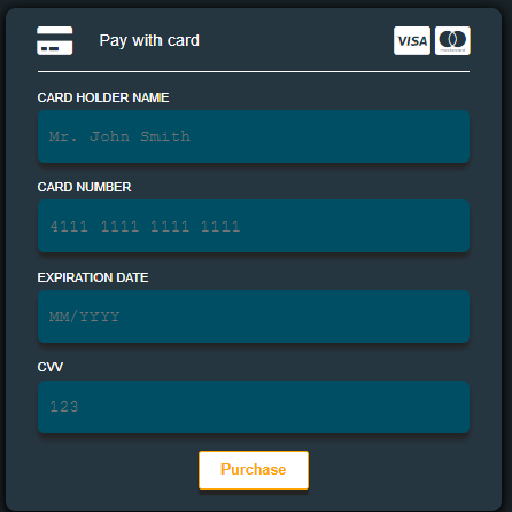 Pay with card
VISA
mastercard
CARD HOLDER NAME
Mr. John Smith
CARD NUMBER
4111 1111 1111 1111
EXPIRATION DATE
MM/YYYY
CVV
123
Purchase